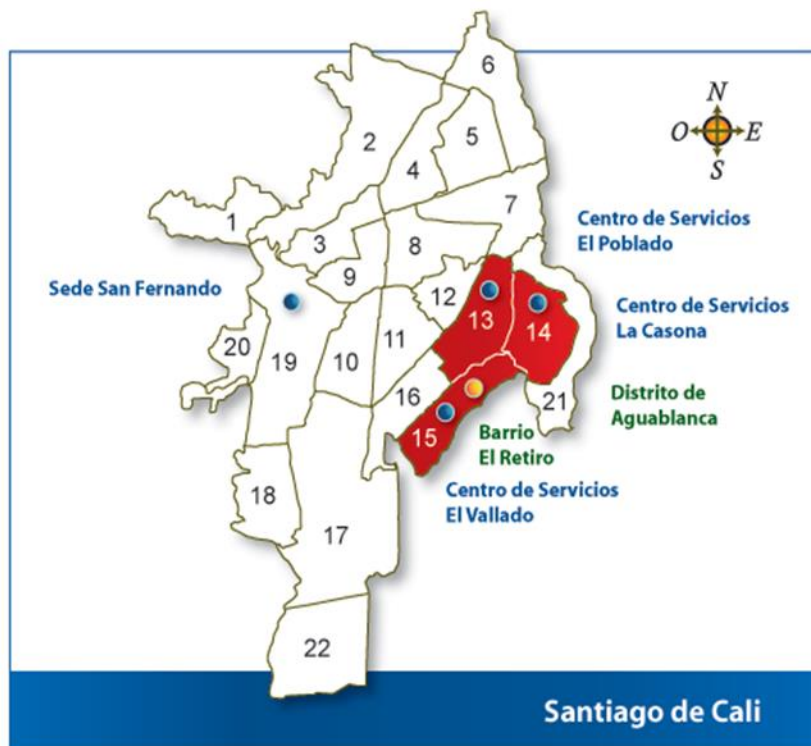 N
O
E
S
6
2
5
4
7
1
3
8
9
12
13
14
20
19
10
11
16
21
15
18
17
22
Centro de Servicios
El Poblado
Sede San Fernando
Centro de Servicios
La Casona
Distrito de
Aguablanca
Barrio
El Retiro
Centro de Servicios
El Vallado
Santiago de Cali